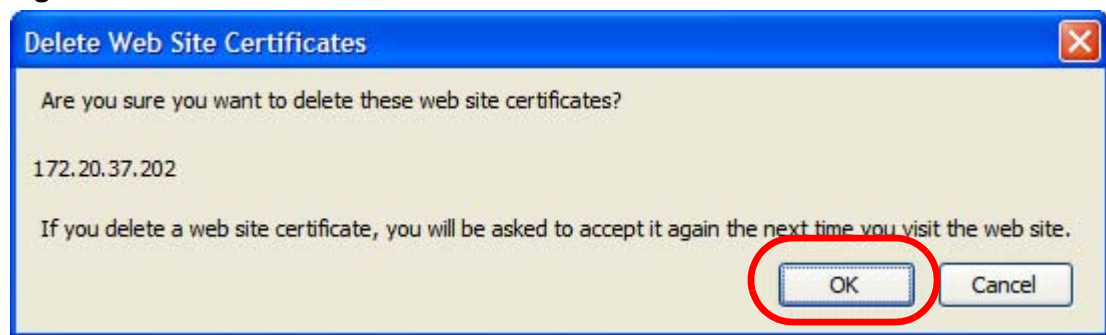 Delete Web Site Certificates
Are you sure you want to delete these web site certificates?
172.20.37.202
If you delete a web site certificate, you will be asked to accept it again the next time you visit the web site.
OK Cancel